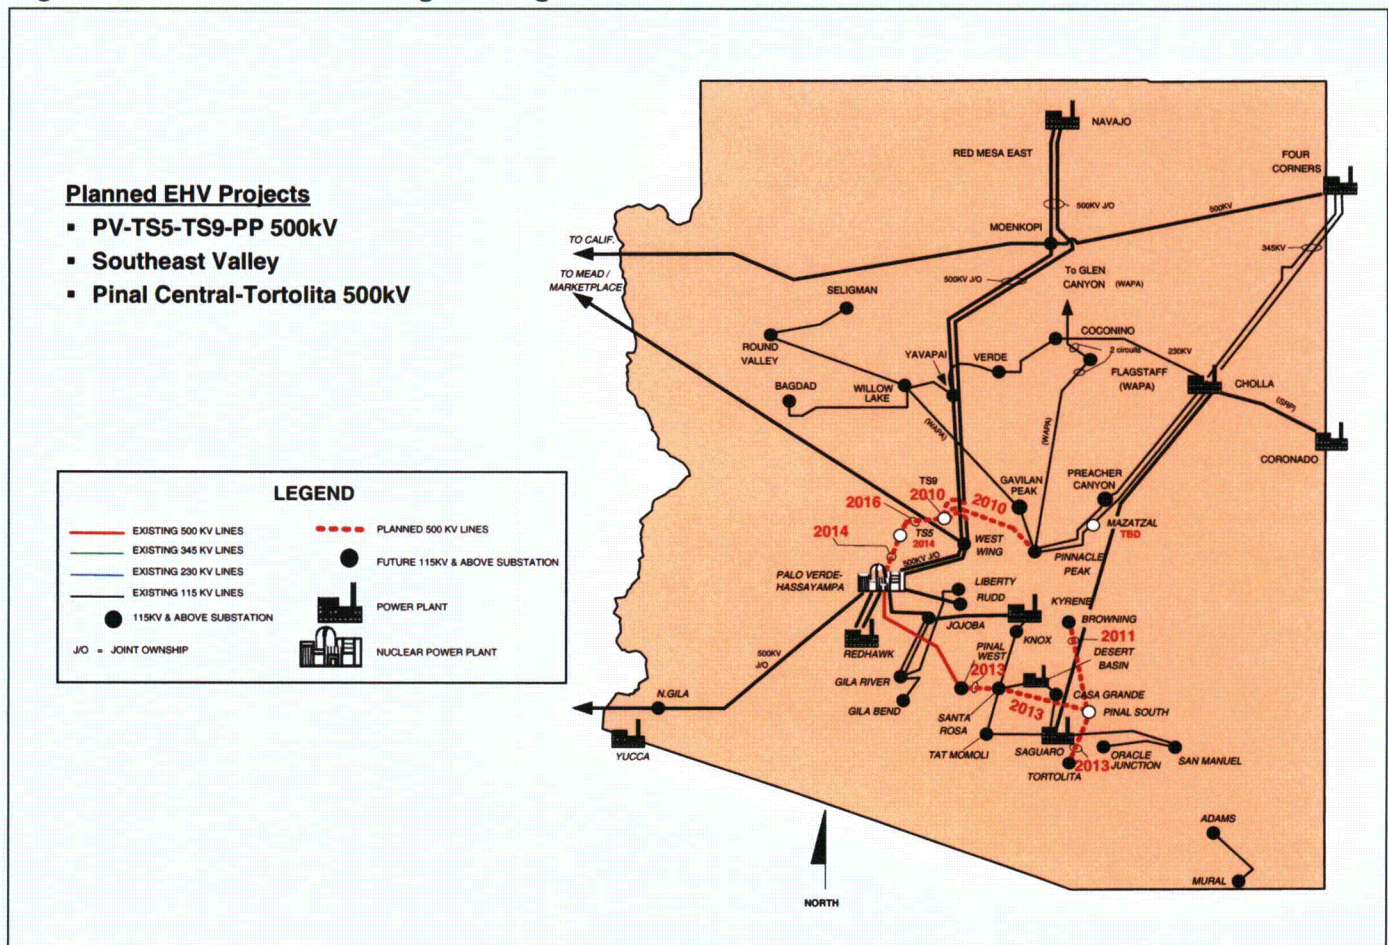 Planned EHV Projects
▪ PV-TS5-TS9-PP 500kV
▪ Southeast Valley
▪ Pinal Central-Tortolita 500kV
NAVAJO
RED MESA EAST
FOUR
CORNERS
500KV J/O
500KV
MOENKOPI
TO CALIF.
345KV
TO MEAD /
MARKETPLACE
500KV J/O
To GLEN
CANYON (WAPA)
SELIGMAN
COCONINO
ROUND
VALLEY
YAVAPAI
VERDE
2 circuits
230KV
FLAGSTAFF
(WAPA)
CHOLLA
BAGDAD
WILLOW
LAKE
(SRP)
(WAPA)
(WAPA)
CORONADO
PREACHER
CANYON
GAVILAN
PEAK
TS9
2010
2010
2016
MAZATZAL
TBD
2014
TS5
2014
WEST
WING
PINNACLE
PEAK
500KV J/O
PALO VERDE-
HASSAYAMPA
LIBERTY
RUDD
KYRENE
BROWNING
JOJOBA
KNOX
2011
REDHAWK
PINAL
WEST
DESERT
BASIN
500KV
J/O
2013
GILA RIVER
CASA GRANDE
N.GILA
GILA BEND
2013
PINAL SOUTH
SANTA
ROSA
YUCCA
TAT MOMOLI
SAGUARO
ORACLE
JUNCTION
SAN MANUEL
2013
TORTOLITA
ADAMS
MURAL
NORTH
LEGEND
EXISTING 500 KV LINES
EXISTING 345 KV LINES
EXISTING 230 KV LINES
EXISTING 115 KV LINES
115KV & ABOVE SUBSTATION
J/O = JOINT OWNSHIP
PLANNED 500 KV LINES
FUTURE 115KV & ABOVE SUBSTATION
POWER PLANT
NUCLEAR POWER PLANT